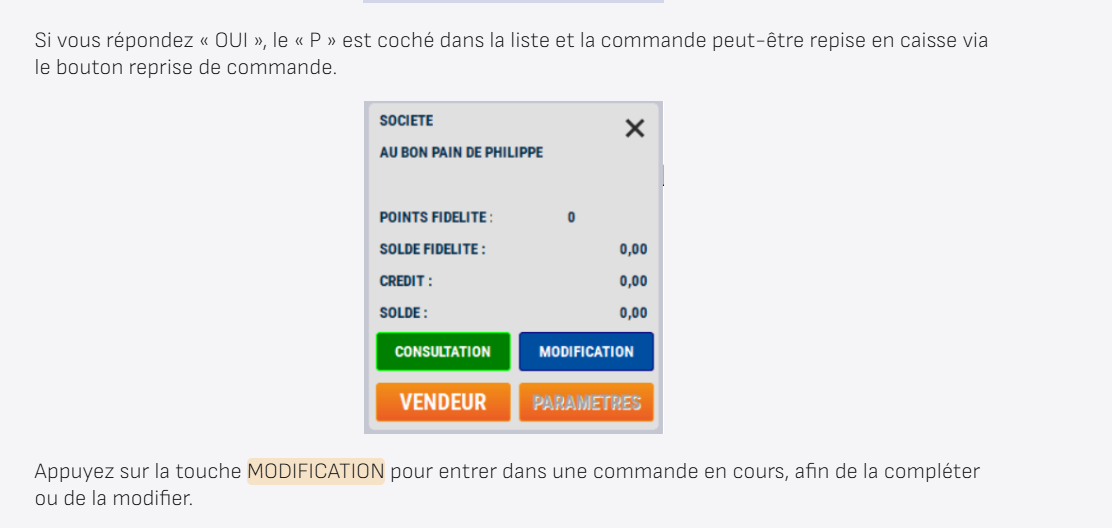 Si vous répondez « OUI », le « P » est coché dans la liste et la commande peut-être repise en caisse via
le bouton reprise de commande.
SOCIETE
AU BON PAIN DE PHILIPPE
POINTS FIDELITE : 0
SOLDE FIDELITE : 0,00
CREDIT : 0,00
SOLDE : 0,00
CONSULTATION MODIFICATION
VENDEUR PARAMETRES
Appuyez sur la touche MODIFICATION pour entrer dans une commande en cours, afin de la compléter
ou de la modifier.